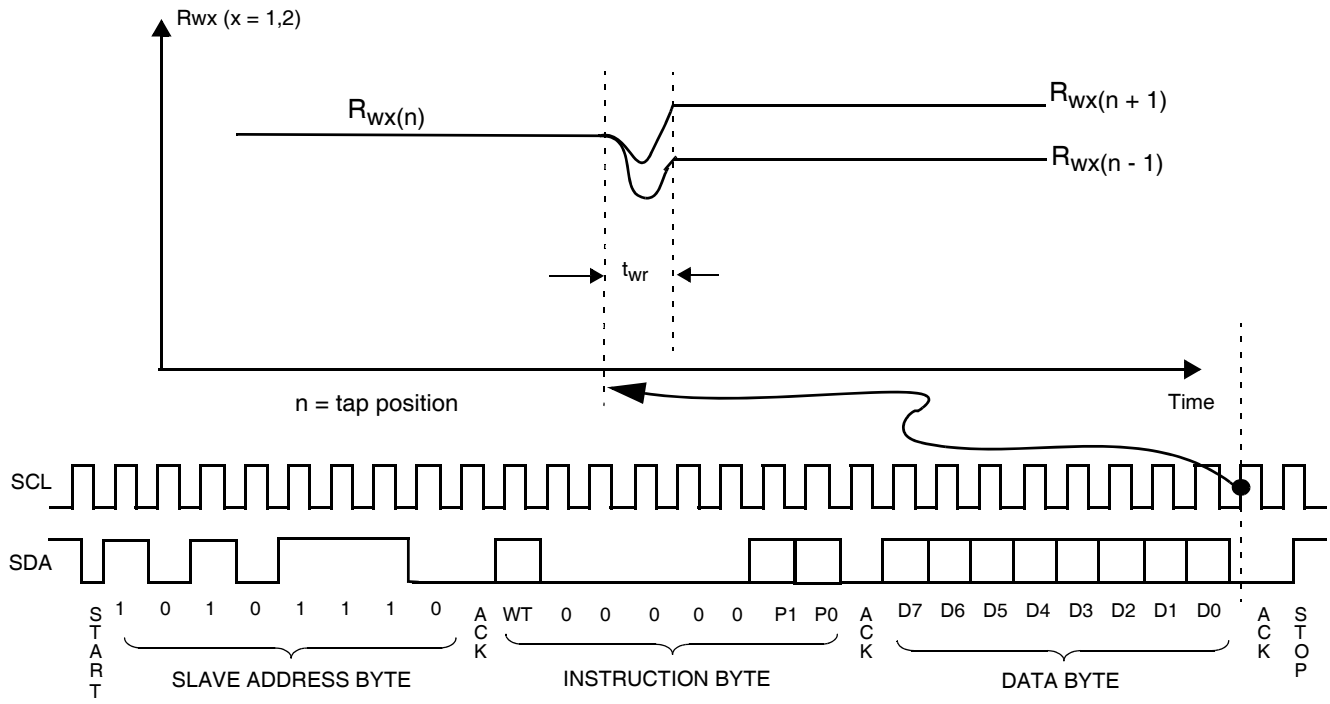 Rwx (x = 1,2)
Rwx(n)
Rwx(n + 1)
Rwx(n - 1)
twr
n = tap position
Time
SCL
SDA
START 1 0 1 0 1 1 1 0 ACK WT 0 0 0 0 0 P1 P0 ACK D7 D6 D5 D4 D3 D2 D1 D0 ACK STOP
SLAVE ADDRESS BYTE INSTRUCTION BYTE DATA BYTE